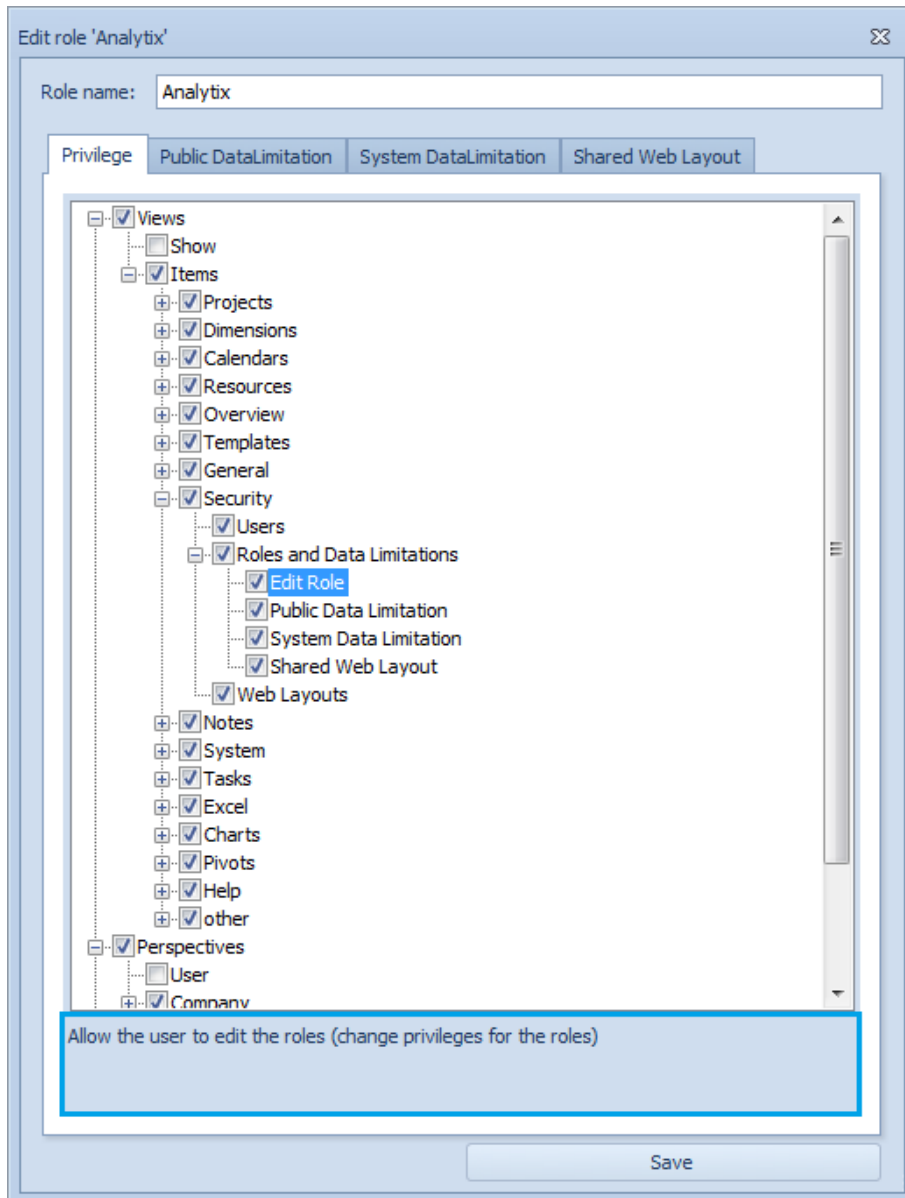 Edit role 'Analytix'
Role name: Analytix
Privilege Public DataLimitation System DataLimitation Shared Web Layout
Views
Show
Items
Projects
Dimensions
Calendars
Resources
Overview
Templates
General
Security
Users
Roles and Data Limitations
Edit Role
Public Data Limitation
System Data Limitation
Shared Web Layout
Web Layouts
Notes
System
Tasks
Excel
Charts
Pivots
Help
other
Perspectives
User
Company
Allow the user to edit the roles (change privileges for the roles)
Save